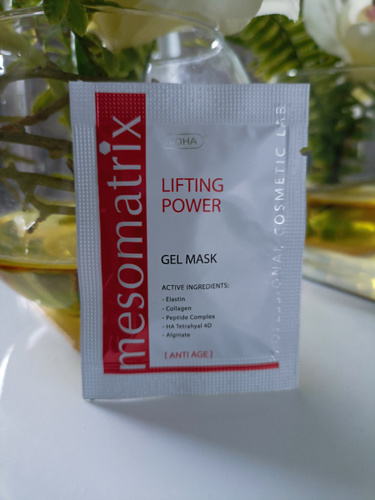 mesomatrix
LIFTING
POWER
GEL MASK
ACTIVE INGREDIENTS:
- Elastin
- Collagen
- Peptide Complex
- HA Tetrahyal 4D
- Alginate
[ ANTI AGE ]
PROFESSIONAL COSMETIC LAB